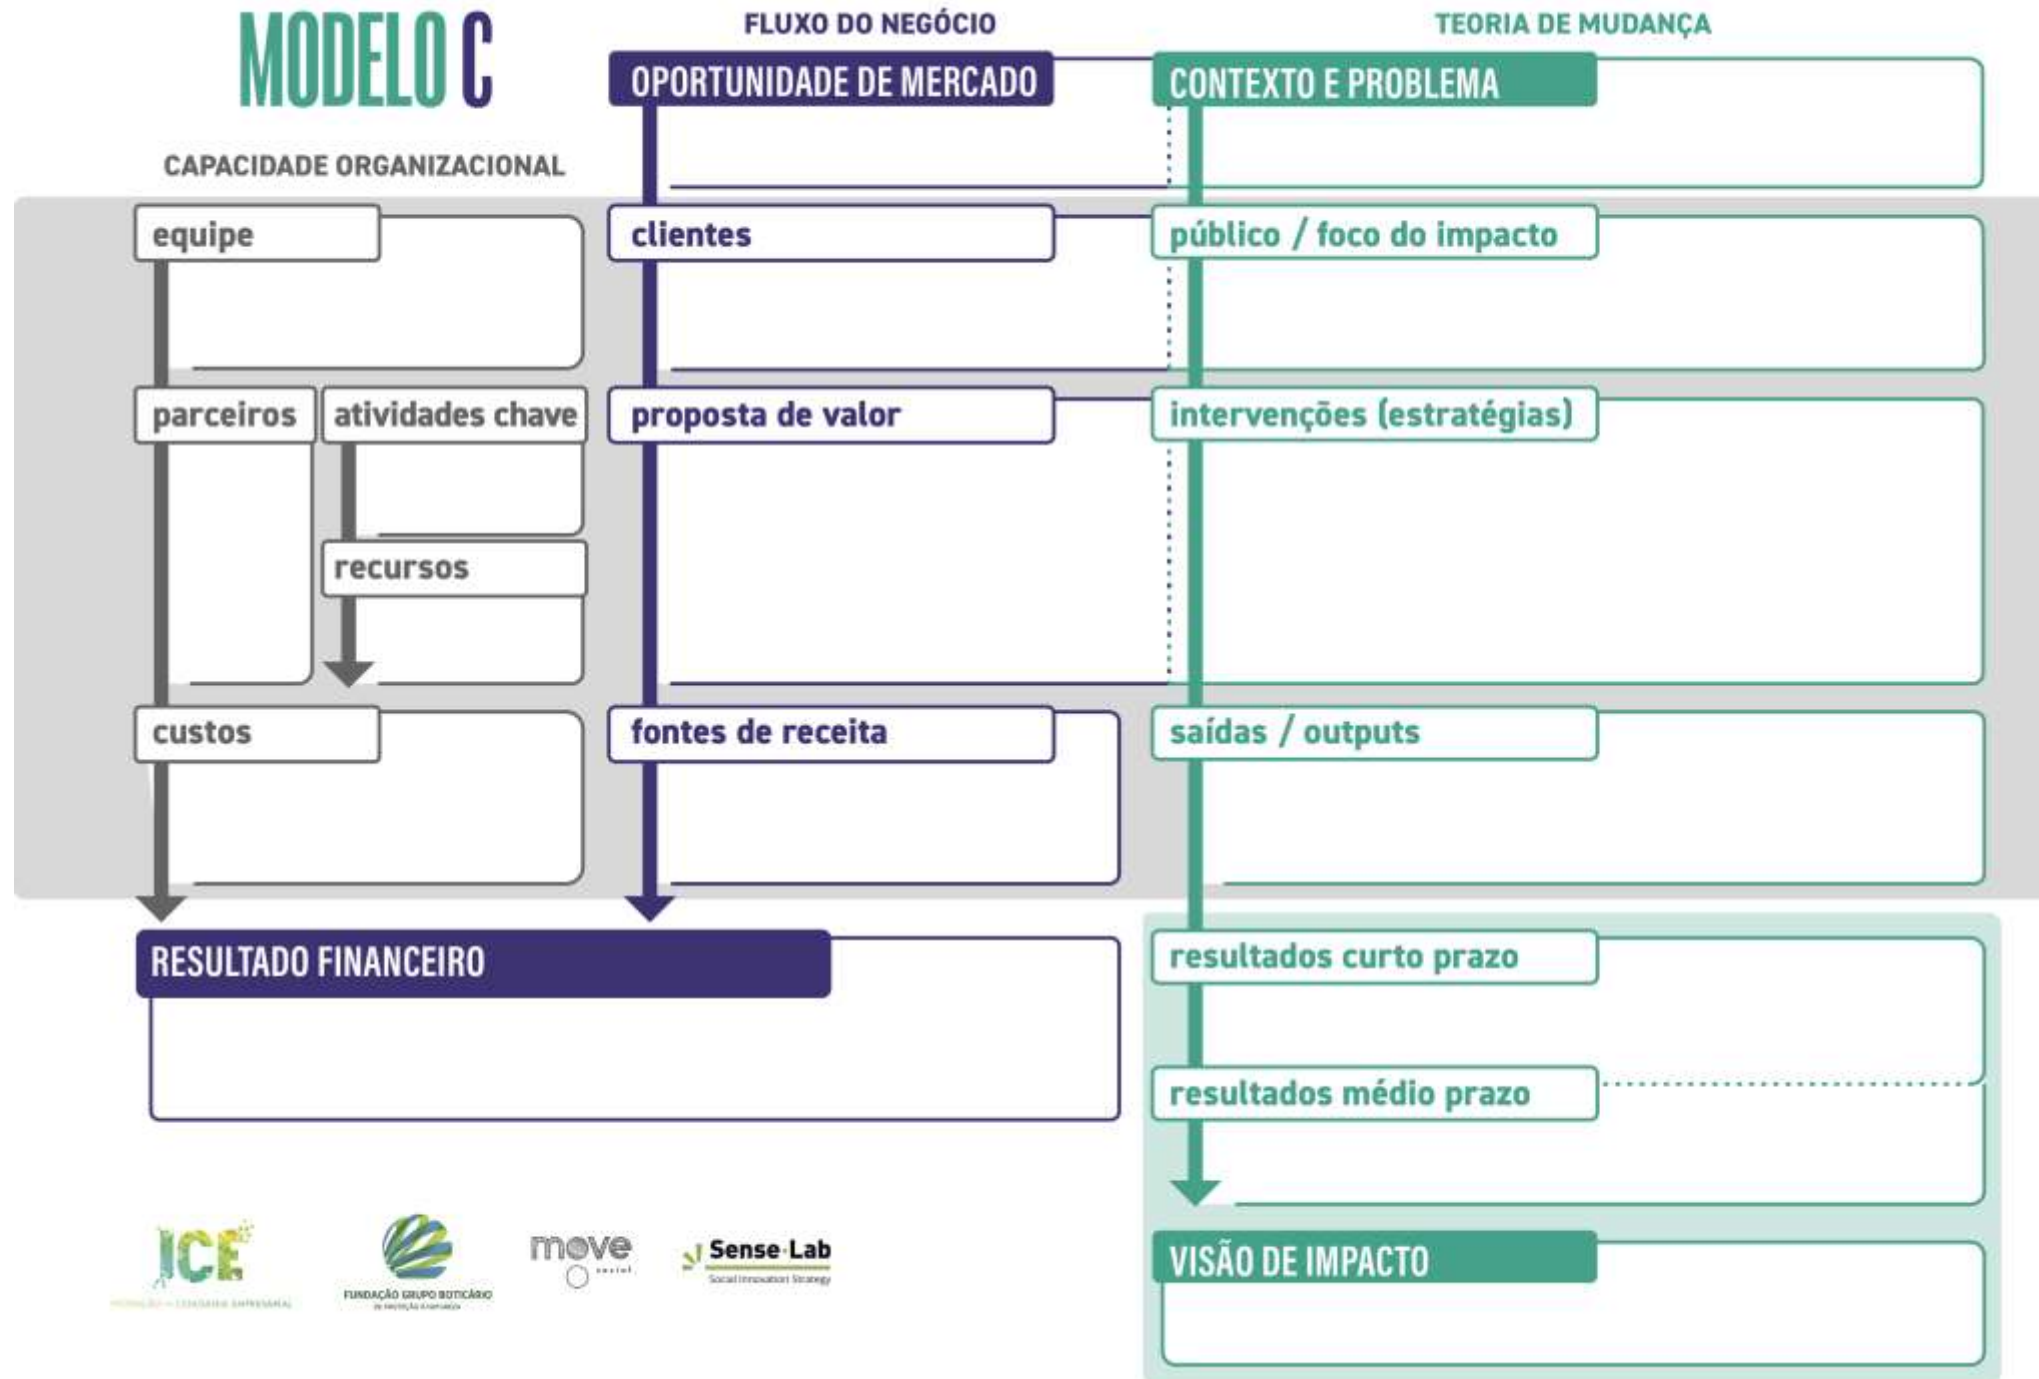 MODELO C
FLUXO DO NEGÓCIO
TEORIA DE MUDANÇA
OPORTUNIDADE DE MERCADO
CONTEXTO E PROBLEMA
CAPACIDADE ORGANIZACIONAL
equipe
clientes
público / foco do impacto
parceiros
atividades chave
proposta de valor
intervenções (estratégias)
recursos
custos
fontes de receita
saídas / outputs
RESULTADO FINANCEIRO
resultados curto prazo
resultados médio prazo
VISÃO DE IMPACTO
ICE
EMPRESARIAL
FUNDAÇÃO GRUPO BOTICÁRIO
move
social
Sense-Lab
Social Innovation Strategy